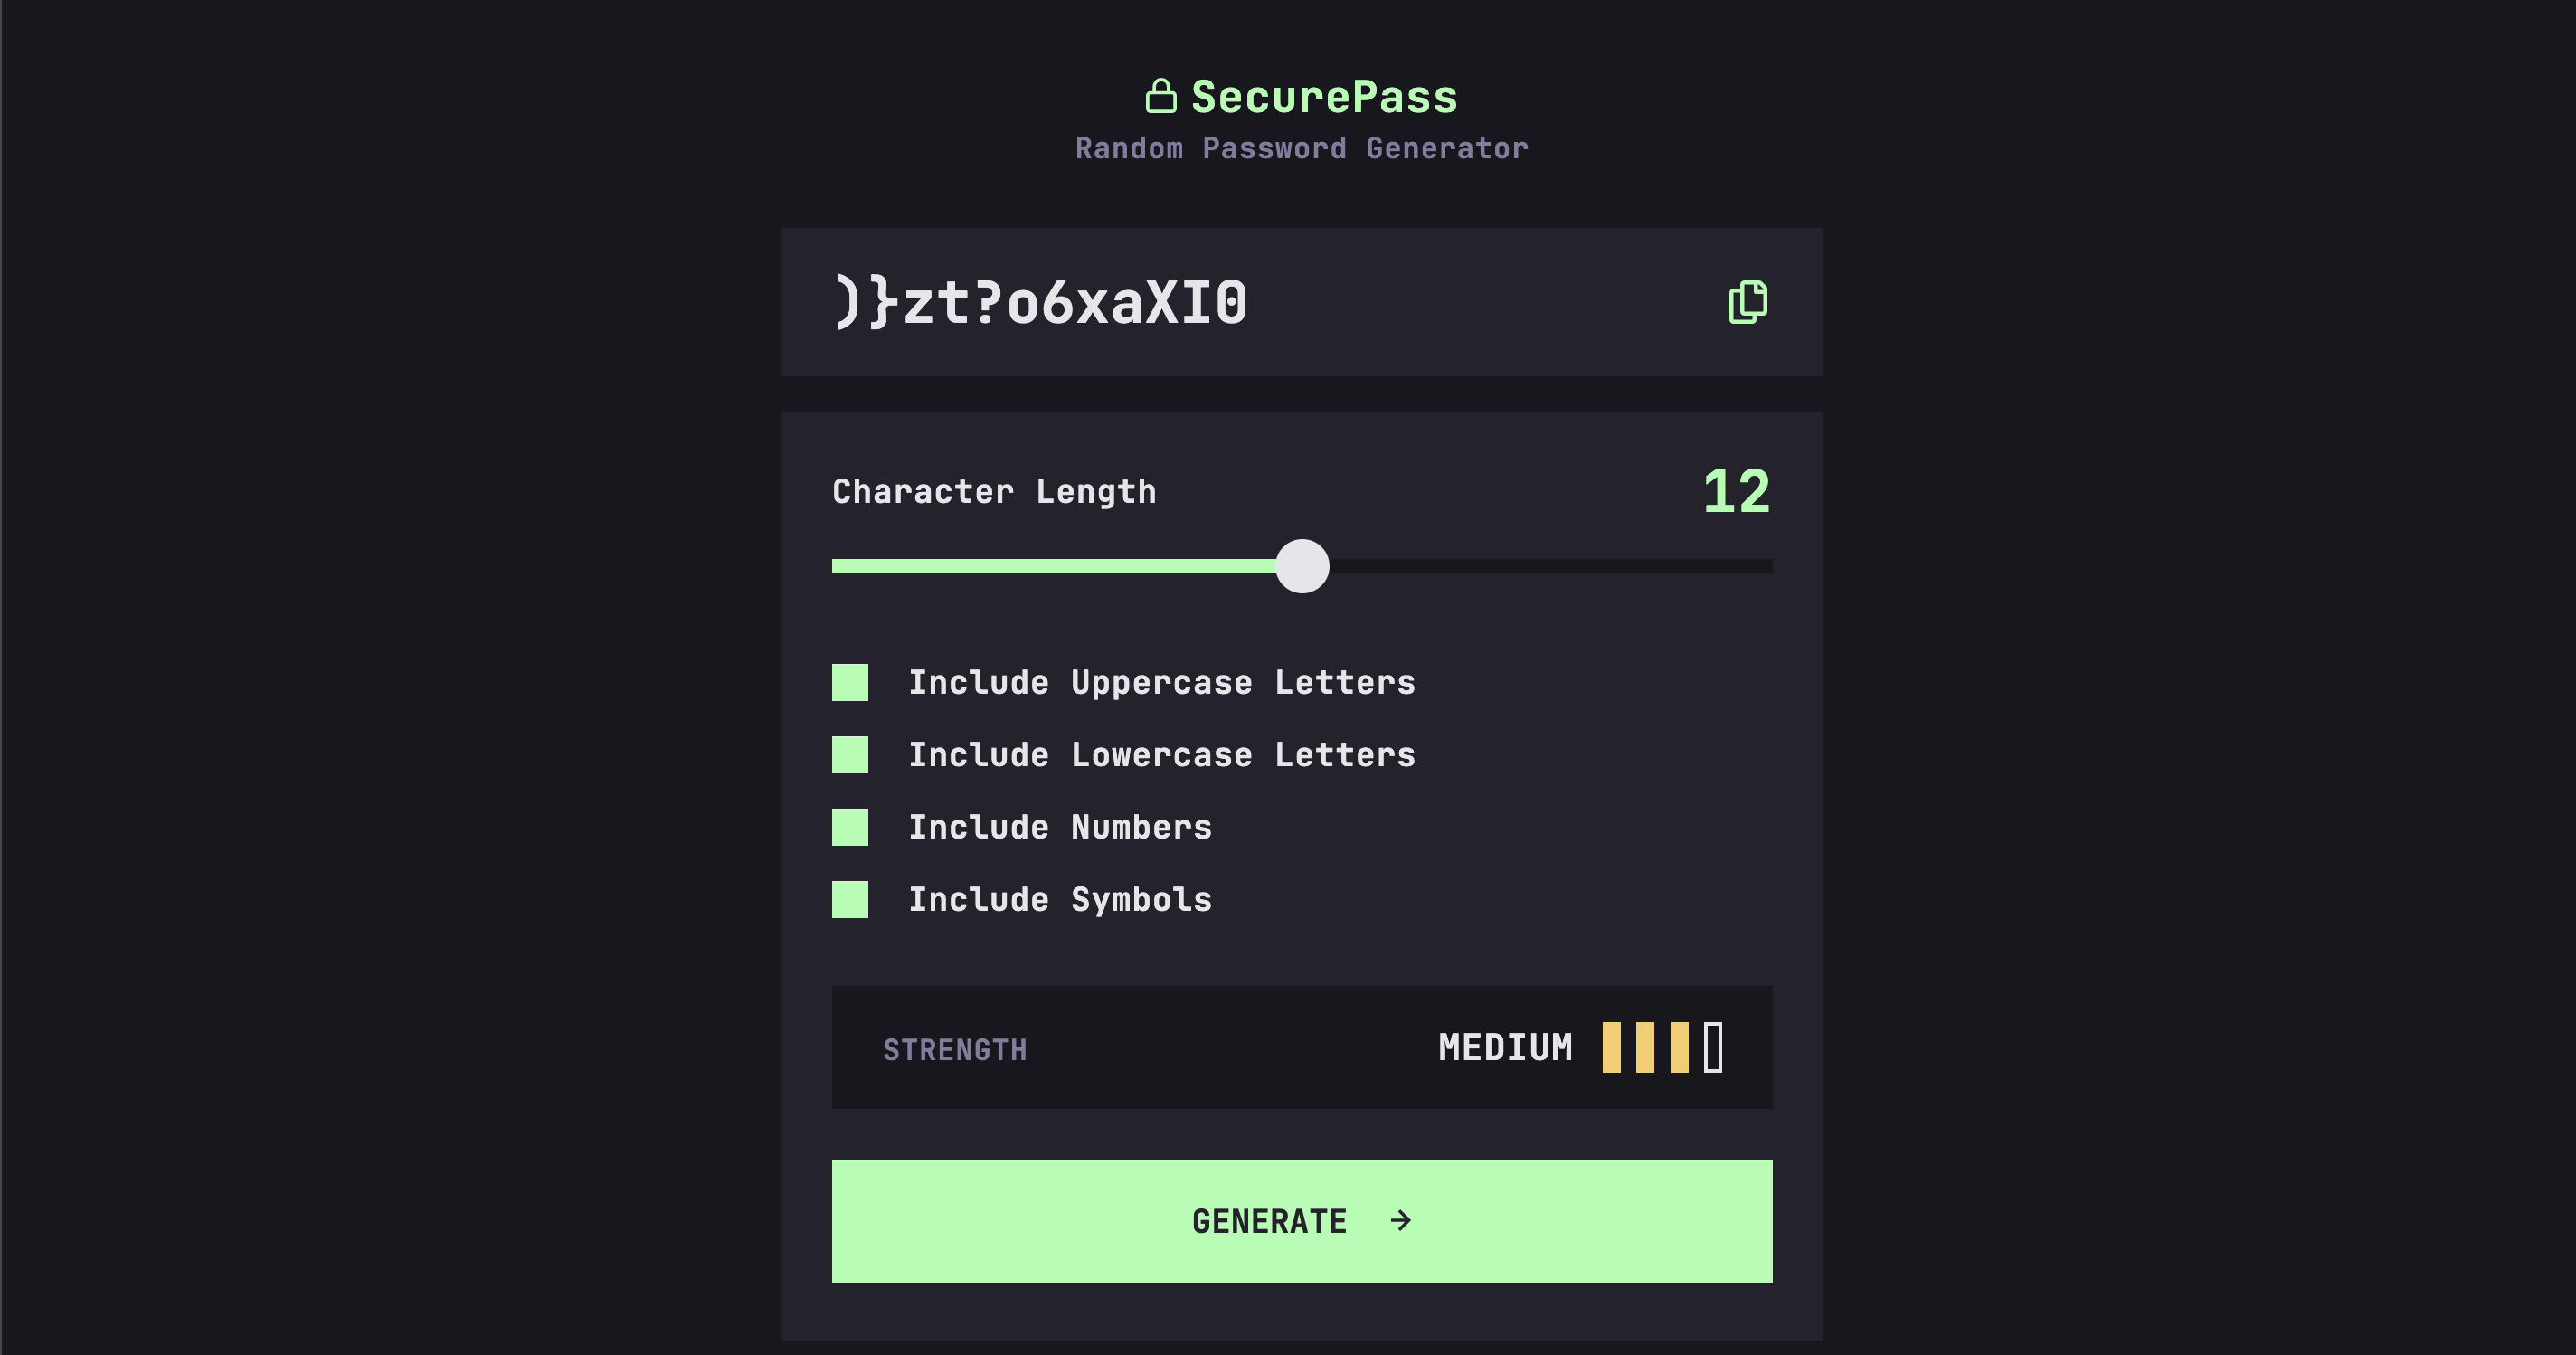 SecurePass
Random Password Generator
)}zt?o6xaXI0
Character Length 12
Include Uppercase Letters
Include Lowercase Letters
Include Numbers
Include Symbols
STRENGTH MEDIUM
GENERATE →